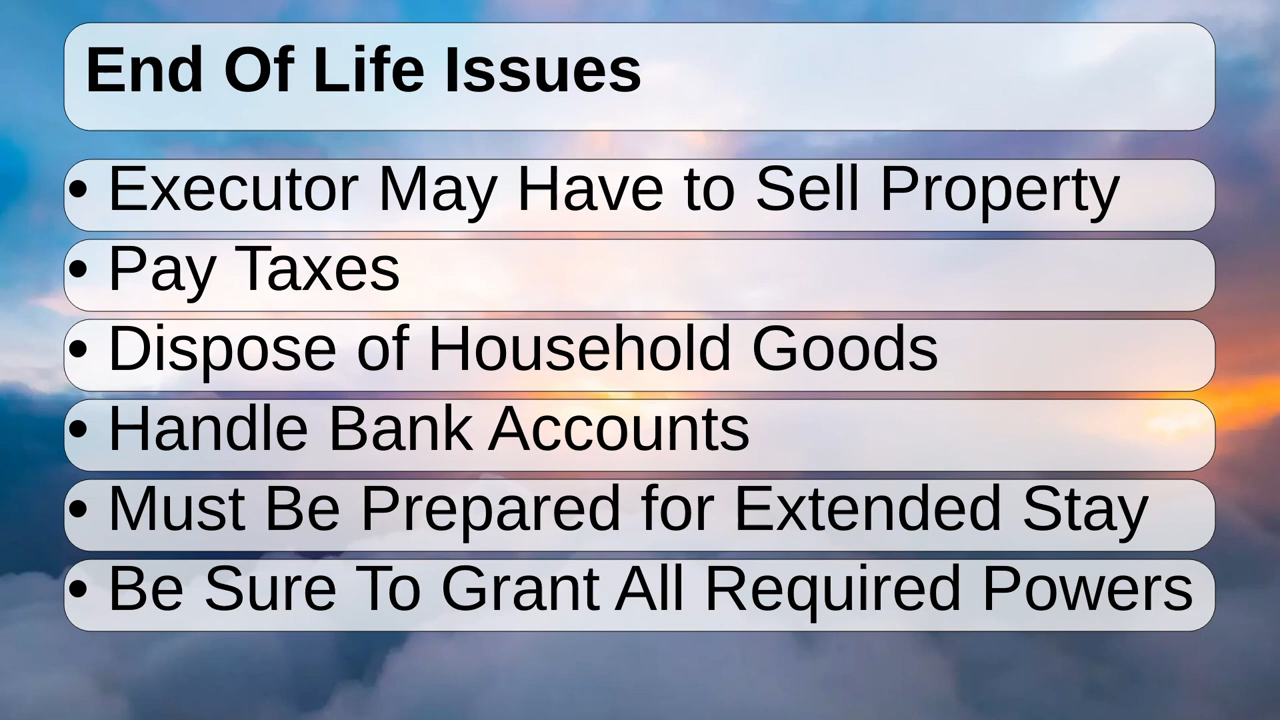 End Of Life Issues
• Executor May Have to Sell Property
• Pay Taxes
• Dispose of Household Goods
• Handle Bank Accounts
• Must Be Prepared for Extended Stay
• Be Sure To Grant All Required Powers